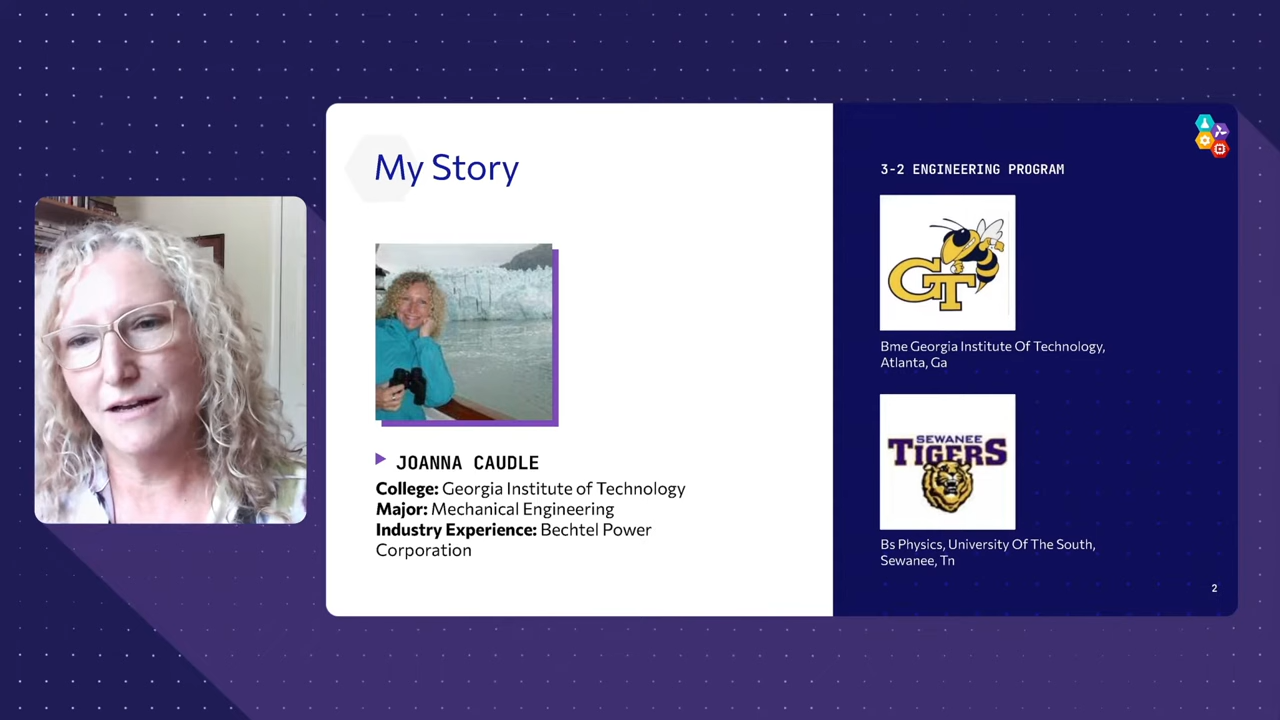 My Story
JOANNA CAUDLE
College: Georgia Institute of Technology
Major: Mechanical Engineering
Industry Experience: Bechtel Power
Corporation
3-2 ENGINEERING PROGRAM
GT
Bme Georgia Institute Of Technology,
Atlanta, Ga
SEWANEE
TIGERS
Bs Physics, University Of The South,
Sewanee, Tn
2